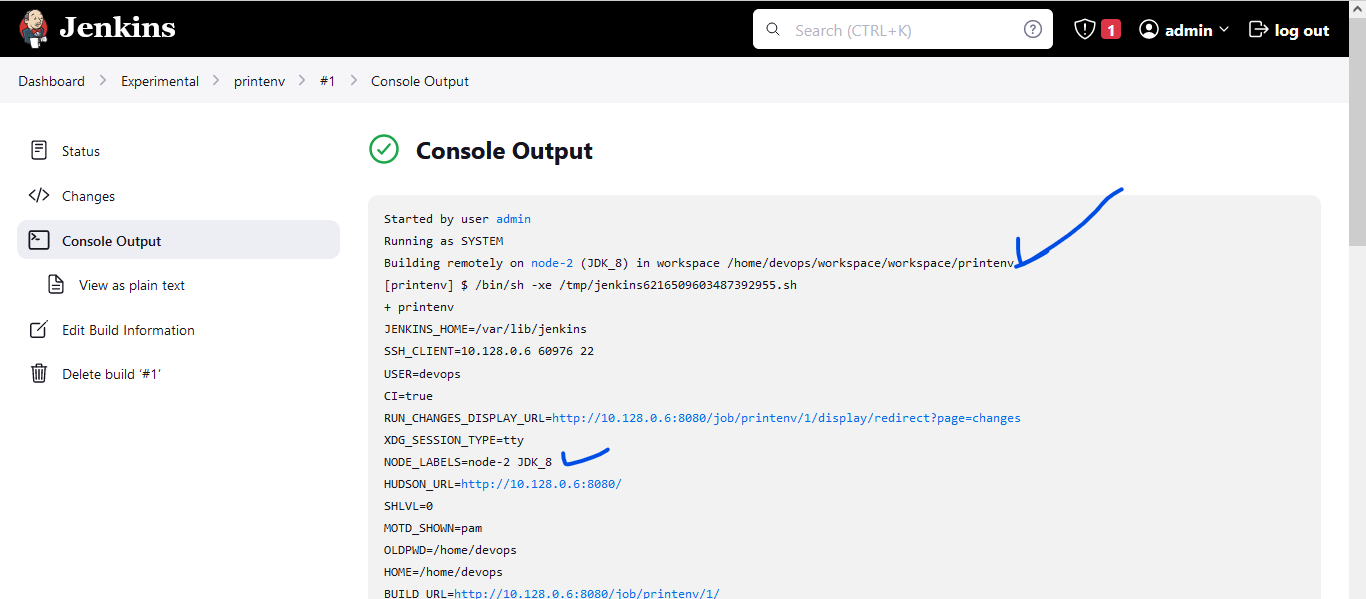 Jenkins
Search (CTRL+K)
1
admin
log out
Dashboard > Experimental > printenv > #1 > Console Output
Status
Changes
Console Output
View as plain text
Edit Build Information
Delete build ‘#1’
Console Output
Started by user admin
Running as SYSTEM
Building remotely on node-2 (JDK_8) in workspace /home/devops/workspace/workspace/printenv
[printenv] $ /bin/sh -xe /tmp/jenkins6216509603487392955.sh
+ printenv
JENKINS_HOME=/var/lib/jenkins
SSH_CLIENT=10.128.0.6 60976 22
USER=devops
CI=true
RUN_CHANGES_DISPLAY_URL=http://10.128.0.6:8080/job/printenv/1/display/redirect?page=changes
XDG_SESSION_TYPE=tty
NODE_LABELS=node-2 JDK_8
HUDSON_URL=http://10.128.0.6:8080/
SHLVL=0
MOTD_SHOWN=pam
OLDPWD=/home/devops
HOME=/home/devops
BUILD_URL=http://10.128.0.6:8080/job/printenv/1/